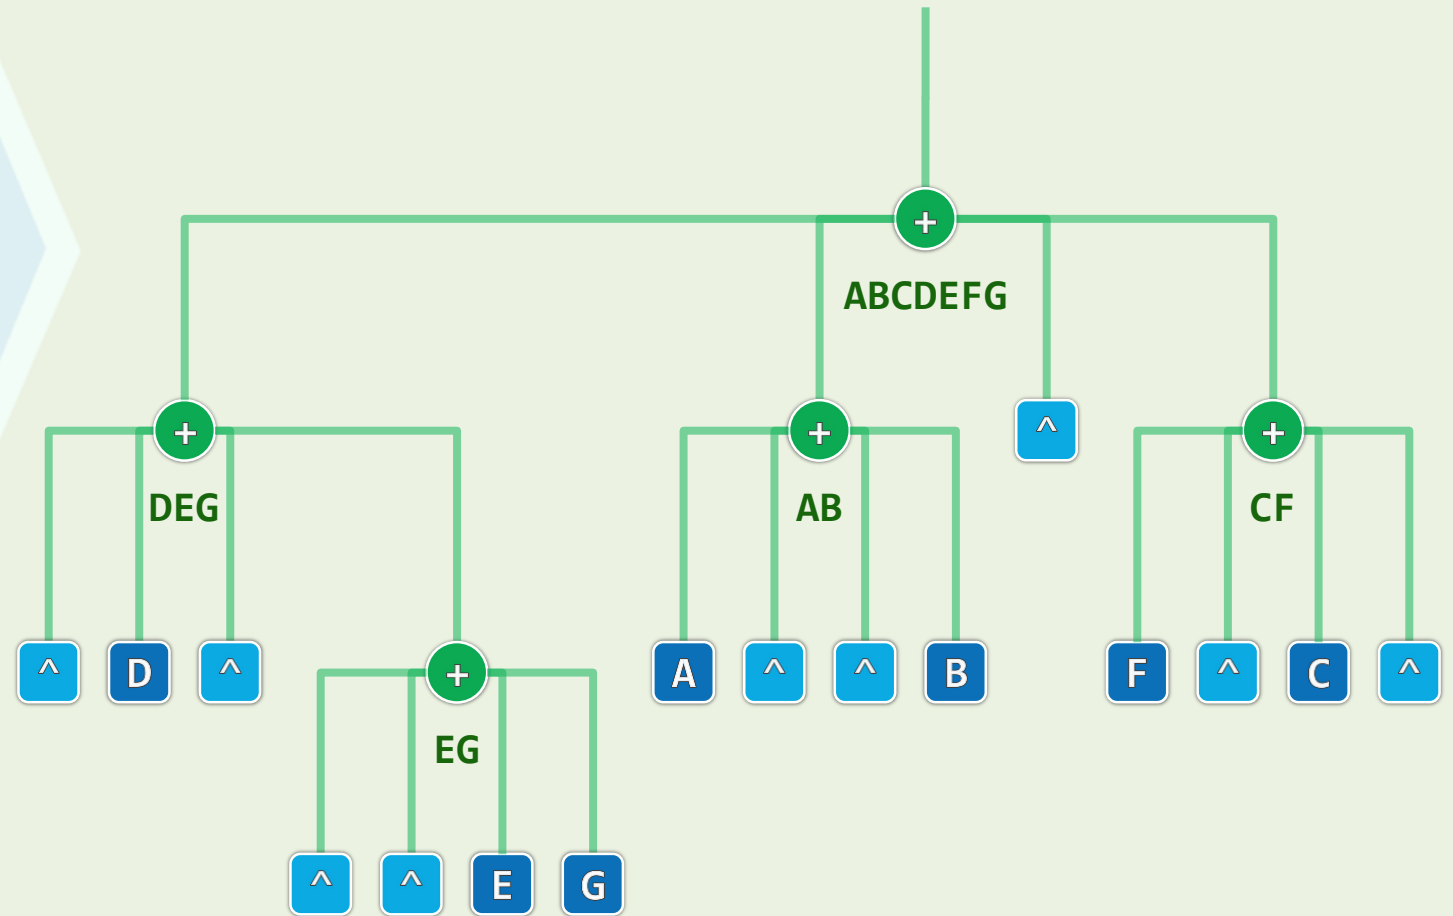 +
ABCDEFG
+ + ^ +
DEG AB CF
^ D ^ + A ^ ^ B F ^ C ^
EG
^ ^ E G